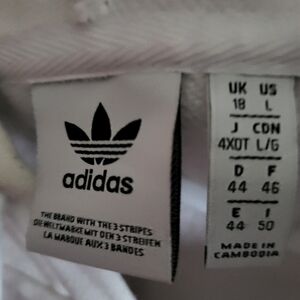 adidas
THE BRAND WITH THE 3 STRIPES
DIE WELTMARKE MIT DEN 3 STREIFEN
LA MARQUE AUX 3 BANDES
UK US
18 L
J CDN
4XOT L/G
D F
44 46
E I
44 50
MADE IN
CAMBODIA